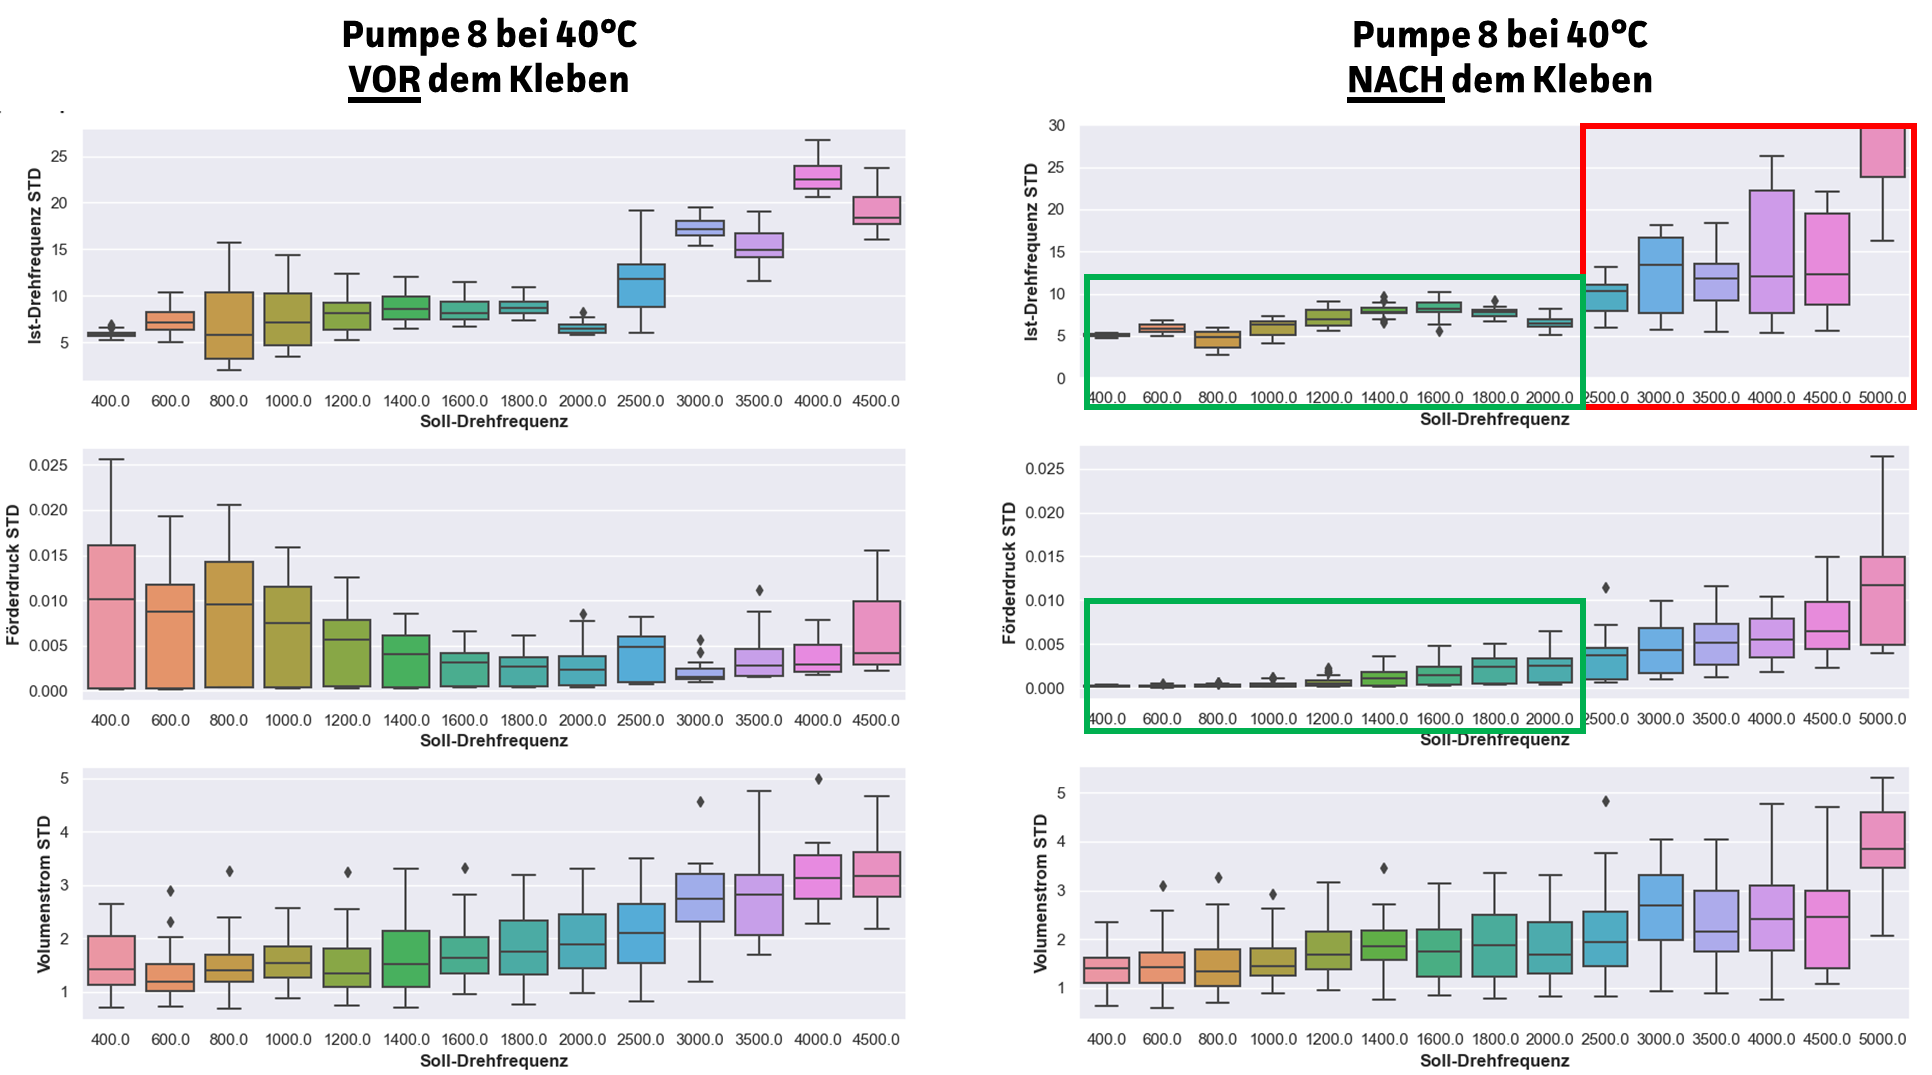 Pumpe 8 bei 40°C
VOR dem Kleben
Pumpe 8 bei 40°C
NACH dem Kleben
Ist-Drehfrequenz STD
25
20
15
10
5
400.0 600.0 800.0 1000.0 1200.0 1400.0 1600.0 1800.0 2000.0 2500.0 3000.0 3500.0 4000.0 4500.0
Soll-Drehfrequenz
Ist-Drehfrequenz STD
30
25
20
15
10
5
0
400.0 600.0 800.0 1000.0 1200.0 1400.0 1600.0 1800.0 2000.0 2500.0 3000.0 3500.0 4000.0 4500.0 5000.0
Soll-Drehfrequenz
Förderdruck STD
0.025
0.020
0.015
0.010
0.005
0.000
400.0 600.0 800.0 1000.0 1200.0 1400.0 1600.0 1800.0 2000.0 2500.0 3000.0 3500.0 4000.0 4500.0
Soll-Drehfrequenz
Förderdruck STD
0.025
0.020
0.015
0.010
0.005
0.000
400.0 600.0 800.0 1000.0 1200.0 1400.0 1600.0 1800.0 2000.0 2500.0 3000.0 3500.0 4000.0 4500.0 5000.0
Soll-Drehfrequenz
Volumenstrom STD
5
4
3
2
1
400.0 600.0 800.0 1000.0 1200.0 1400.0 1600.0 1800.0 2000.0 2500.0 3000.0 3500.0 4000.0 4500.0
Soll-Drehfrequenz
Volumenstrom STD
5
4
3
2
1
400.0 600.0 800.0 1000.0 1200.0 1400.0 1600.0 1800.0 2000.0 2500.0 3000.0 3500.0 4000.0 4500.0 5000.0
Soll-Drehfrequenz